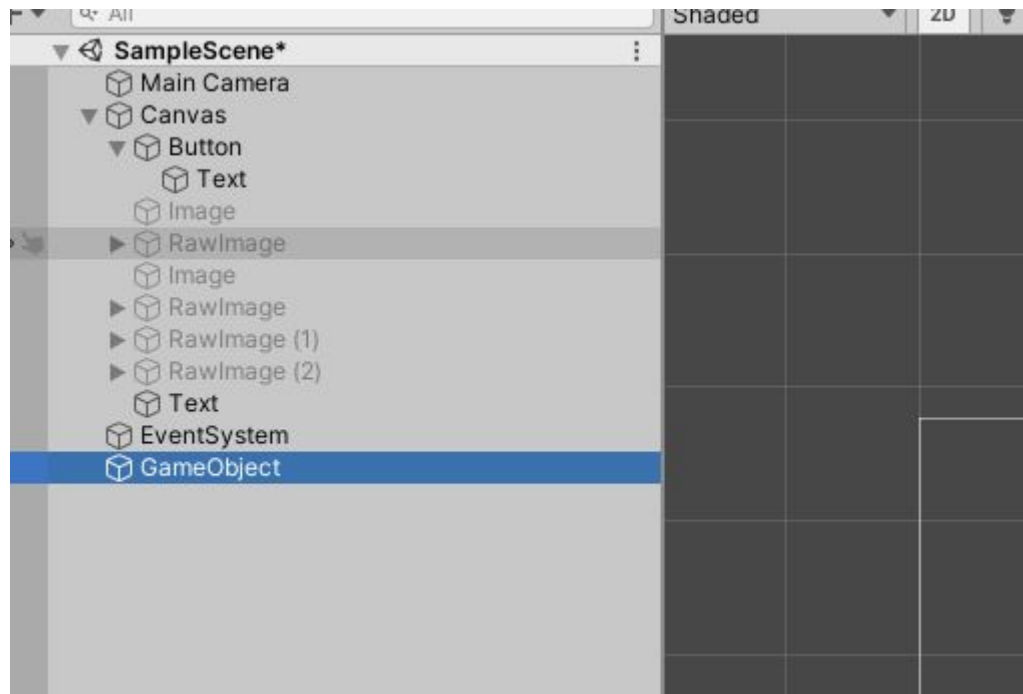 All
Shaded
2D
SampleScene*
Main Camera
Canvas
Button
Text
Image
RawImage
Image
RawImage
RawImage (1)
RawImage (2)
Text
EventSystem
GameObject